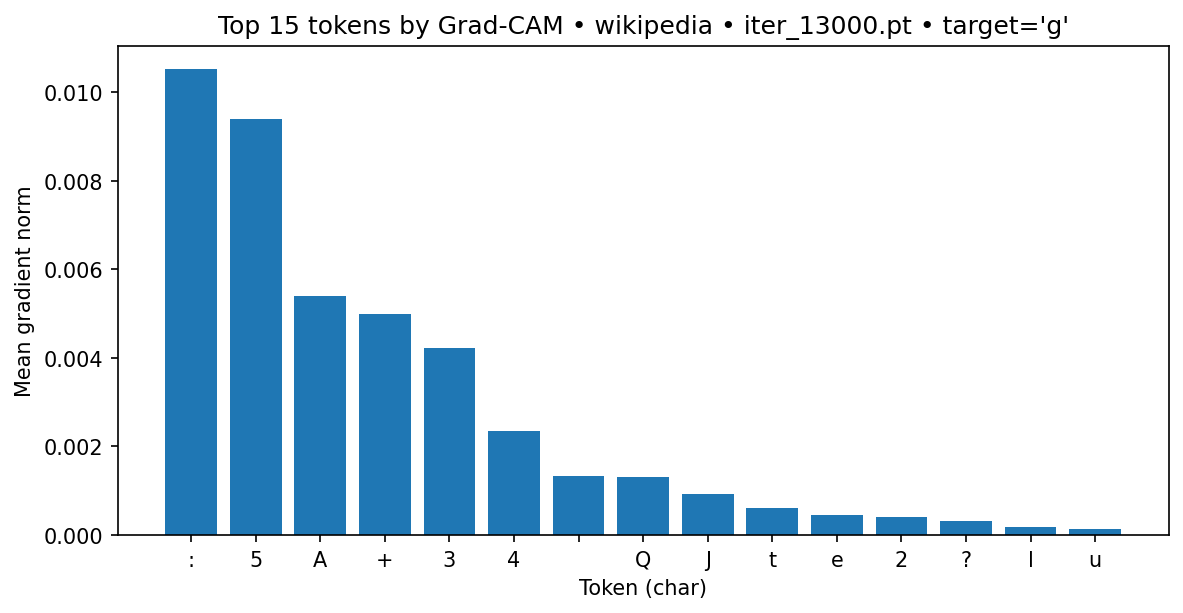 Top 15 tokens by Grad-CAM • wikipedia • iter_13000.pt • target='g'
Mean gradient norm
0.010
0.008
0.006
0.004
0.002
0.000
: 5 A + 3 4 Q J t e 2 ? l u
Token (char)